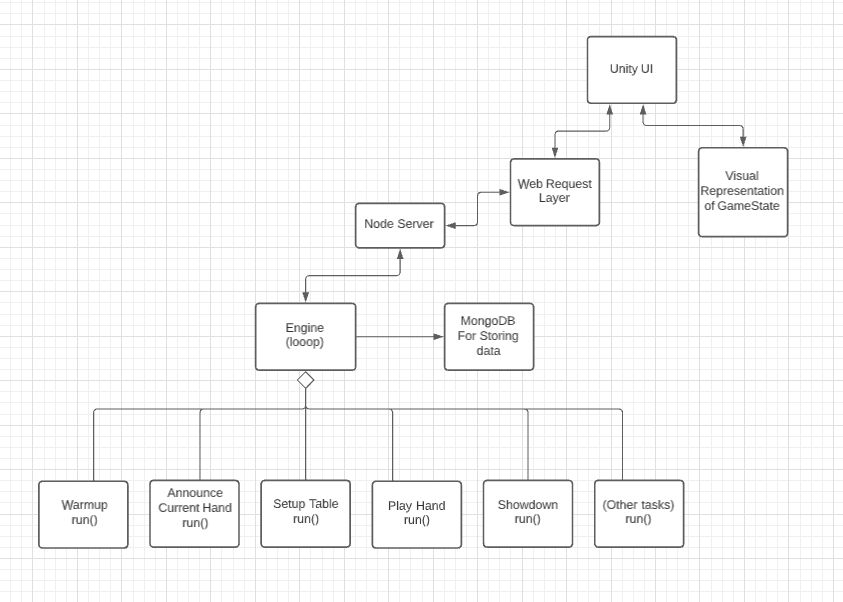 Unity UI
Web Request
Layer
Visual
Representation
of GameState
Node Server
Engine
(looop)
MongoDB
For Storing
data
Warmup
run()
Announce
Current Hand
run()
Setup Table
run()
Play Hand
run()
Showdown
run()
(Other tasks)
run()